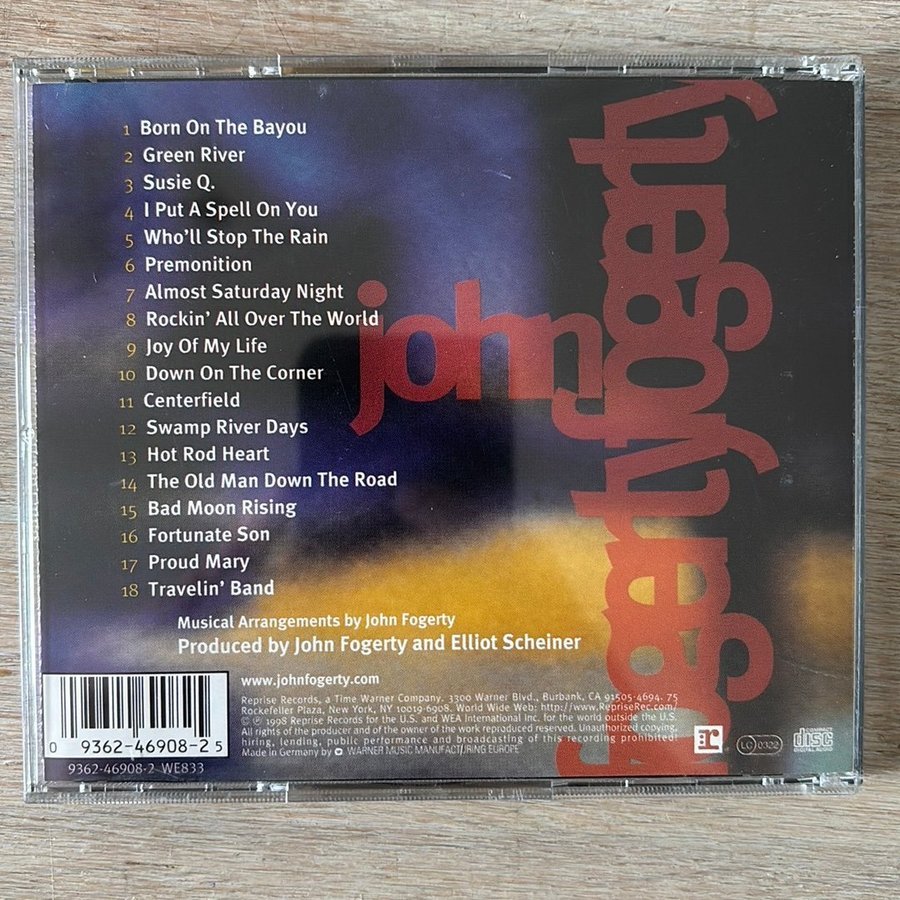 1 Born On The Bayou
2 Green River
3 Susie Q.
4 I Put A Spell On You
5 Who'll Stop The Rain
6 Premonition
7 Almost Saturday Night
8 Rockin' All Over The World
9 Joy Of My Life
10 Down On The Corner
11 Centerfield
12 Swamp River Days
13 Hot Rod Heart
14 The Old Man Down The Road
15 Bad Moon Rising
16 Fortunate Son
17 Proud Mary
18 Travelin' Band
Musical Arrangements by John Fogerty
Produced by John Fogerty and Elliot Scheiner
john
fogerty
fogerty
www.johnfogerty.com
Reprise Records, a Time Warner Company. 3300 Warner Blvd., Burbank, CA 91505-4694. 75
Rockefeller Plaza, New York, NY 10019-6908. World Wide Web: http://www.RepriseRec.com/
© ℗ 1998 Reprise Records for the U.S. and WEA International Inc. for the world outside the U.S.
All rights of the producer and of the owner of the work reproduced reserved. Unauthorized copying,
hiring, lending, public performance and broadcasting of this recording prohibited.
Made in Germany by WARNER MUSIC MANUFACTURING EUROPE
0 9362-46908-2 5
9362-46908-2 WE833
r
LC 0322
COMPACT
disc
DIGITAL AUDIO